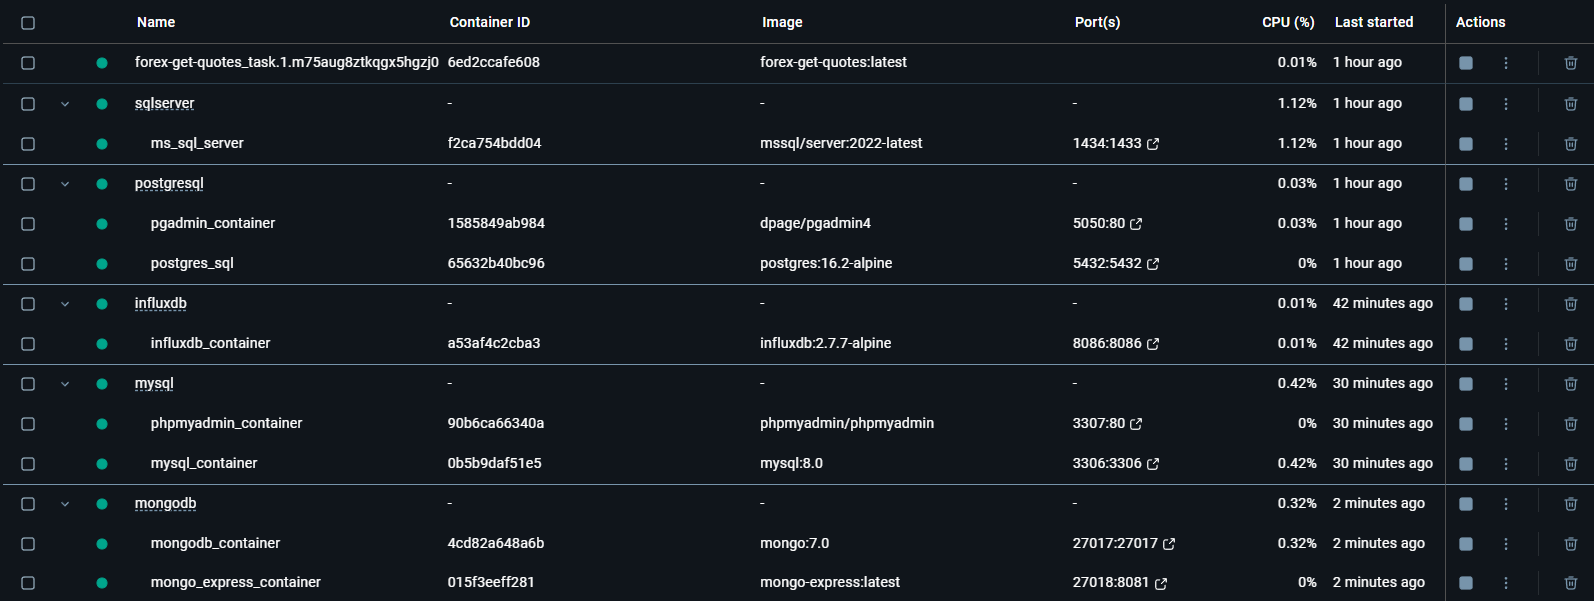 Name Container ID Image Port(s) CPU (%) Last started Actions
forex-get-quotes_task.1.m75aug8ztkqgx5hgzj0 6ed2ccafe608 forex-get-quotes:latest 0.01% 1 hour ago
sqlserver - - - 1.12% 1 hour ago
ms_sql_server f2ca754bdd04 mssql/server:2022-latest 1434:1433 1.12% 1 hour ago
postgresql - - - 0.03% 1 hour ago
pgadmin_container 1585849ab984 dpage/pgadmin4 5050:80 0.03% 1 hour ago
postgres_sql 65632b40bc96 postgres:16.2-alpine 5432:5432 0% 1 hour ago
influxdb - - - 0.01% 42 minutes ago
influxdb_container a53af4c2cba3 influxdb:2.7.7-alpine 8086:8086 0.01% 42 minutes ago
mysql - - - 0.42% 30 minutes ago
phpmyadmin_container 90b6ca66340a phpmyadmin/phpmyadmin 3307:80 0% 30 minutes ago
mysql_container 0b5b9daf51e5 mysql:8.0 3306:3306 0.42% 30 minutes ago
mongodb - - - 0.32% 2 minutes ago
mongodb_container 4cd82a648a6b mongo:7.0 27017:27017 0.32% 2 minutes ago
mongo_express_container 015f3eeff281 mongo-express:latest 27018:8081 0% 2 minutes ago